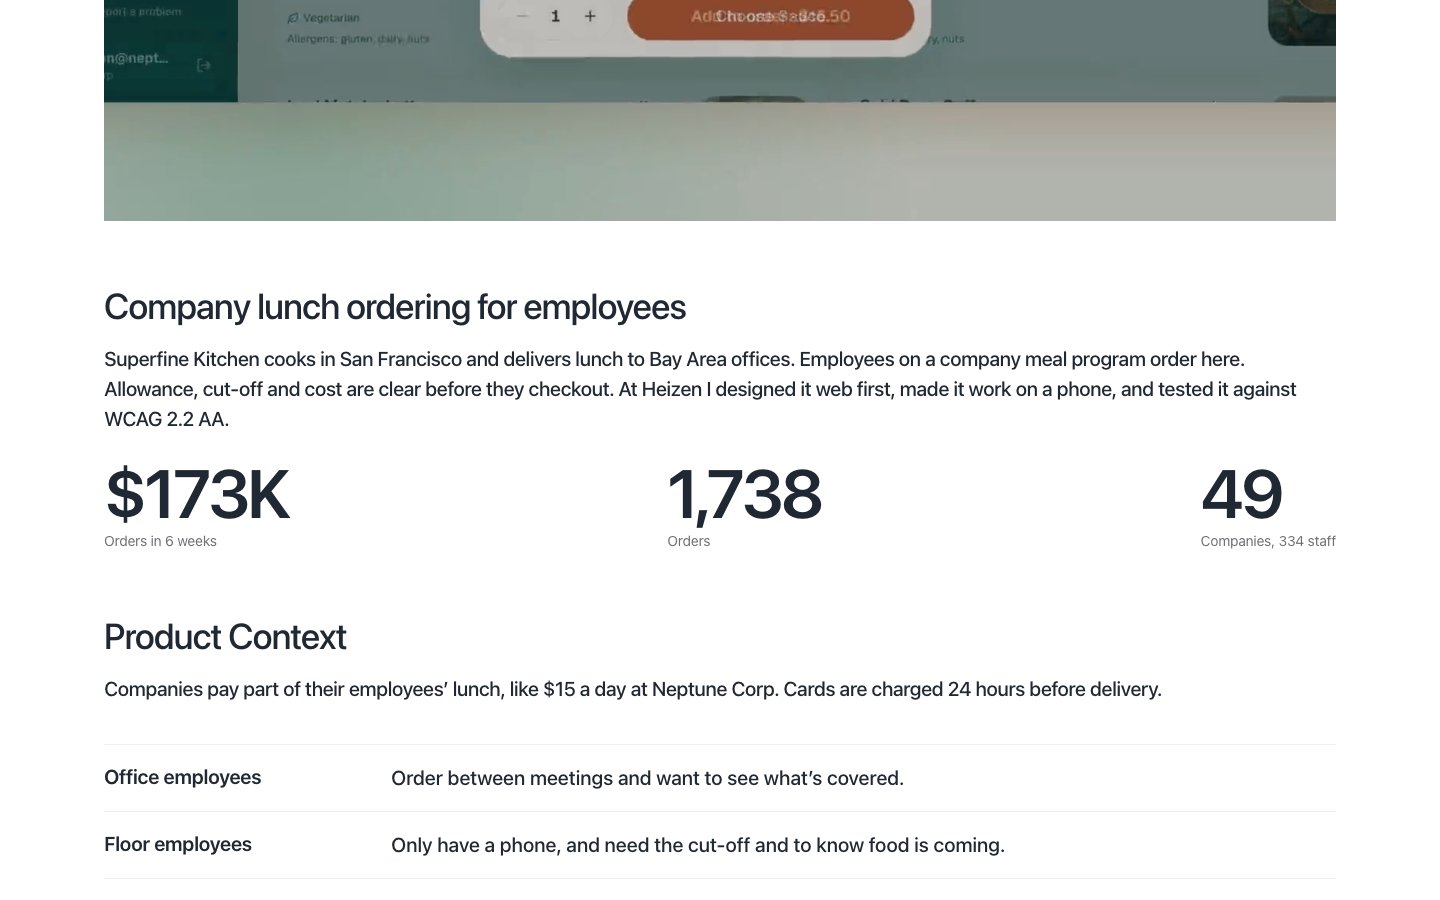 Vegetarian
1
Allergens: gluten, dairy, nuts
nuts
Company lunch ordering for employees
Superfine Kitchen cooks in San Francisco and delivers lunch to Bay Area offices. Employees on a company meal program order here.
Allowance, cut-off and cost are clear before they checkout. At Heizen I designed it web first, made it work on a phone, and tested it against
WCAG 2.2 AA.
$173K
1,738
49
Orders in 6 weeks
Orders
Companies, 334 staff
Product Context
Companies pay part of their employees’ lunch, like $15 a day at Neptune Corp. Cards are charged 24 hours before delivery.
Office employees
Order between meetings and want to see what’s covered.
Floor employees
Only have a phone, and need the cut-off and to know food is coming.